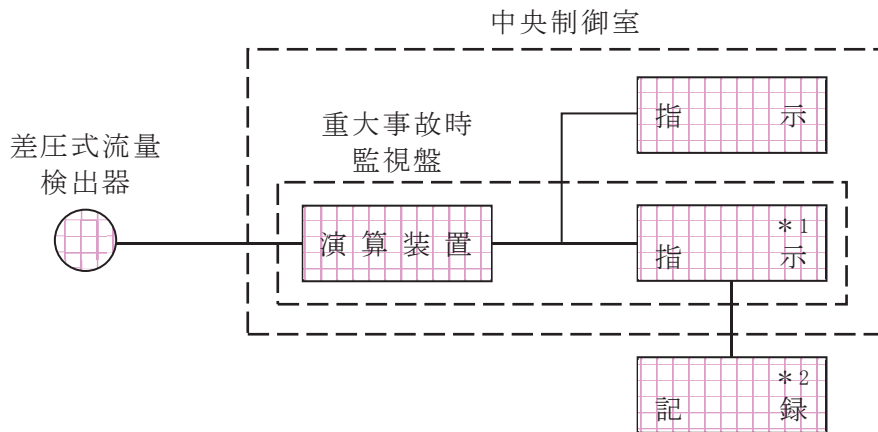 中央制御室
指示
重大事故時
監視盤
差圧式流量
検出器
演算装置
*1
指示
*2
記録